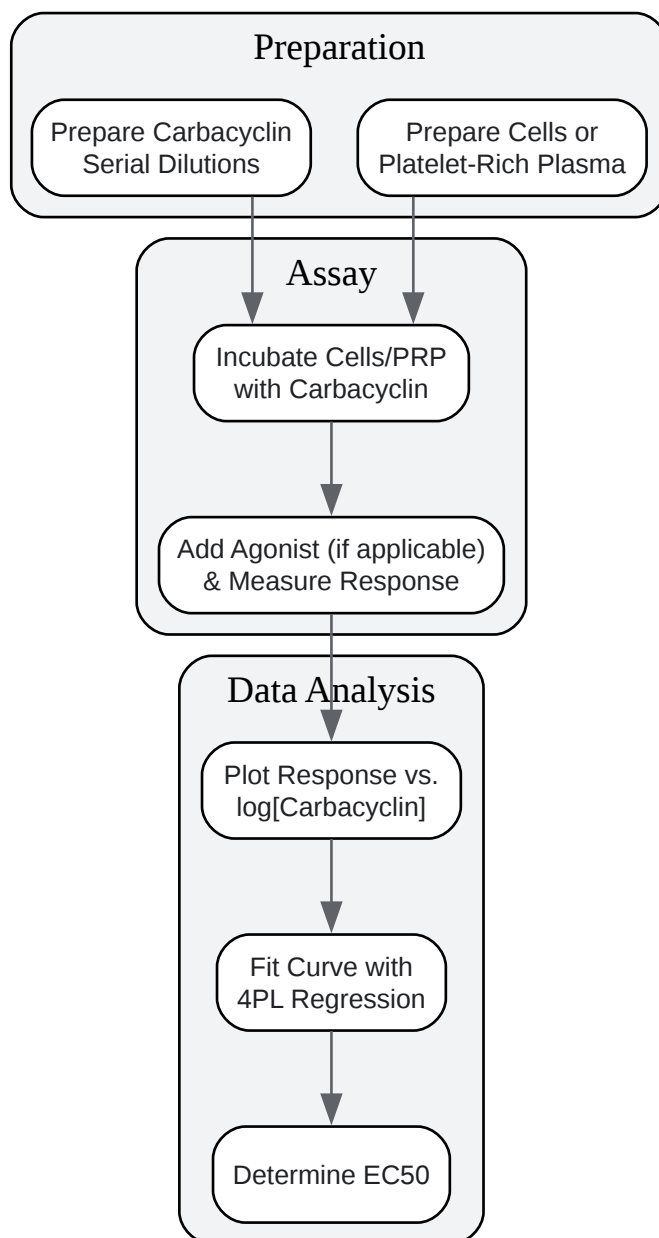 Preparation
Prepare Carbacyclin
Serial Dilutions
Prepare Cells or
Platelet-Rich Plasma
Assay
Incubate Cells/PRP
with Carbacyclin
Add Agonist (if applicable)
& Measure Response
Data Analysis
Plot Response vs.
log[Carbacyclin]
Fit Curve with
4PL Regression
Determine EC50